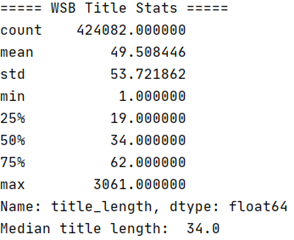 ===== WSB Title Stats =====
count    424082.000000
mean         49.508446
std          53.721862
min           1.000000
25%          19.000000
50%          34.000000
75%          62.000000
max        3061.000000
Name: title_length, dtype: float64
Median title length:  34.0